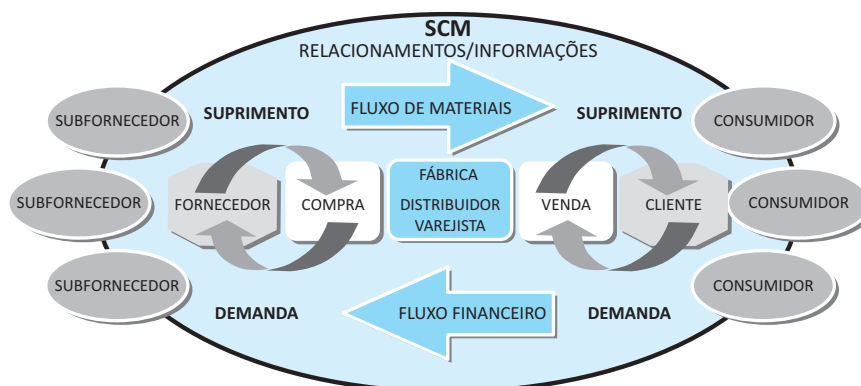 SCM
RELACIONAMENTOS/INFORMAÇÕES
SUBFORNECEDOR
SUPRIMENTO
FLUXO DE MATERIAIS
SUPRIMENTO
CONSUMIDOR
SUBFORNECEDOR
FORNECEDOR
COMPRA
FÁBRICA
DISTRIBUIDOR
VAREJISTA
VENDA
CLIENTE
CONSUMIDOR
SUBFORNECEDOR
DEMANDA
FLUXO FINANCEIRO
DEMANDA
CONSUMIDOR